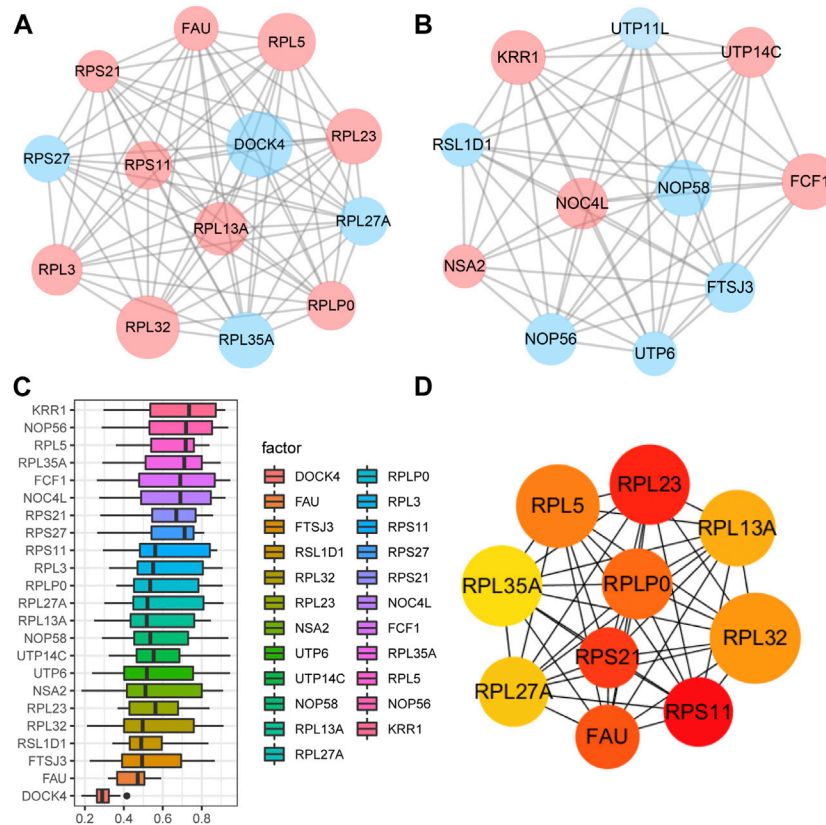 A
FAU
RPL5
RPS21
RPL23
DOCK4
RPS27
RPS11
RPL27A
RPL13A
RPL3
RPLP0
RPL32
RPL35A
B
UTP11L
UTP14C
KRR1
RSL1D1
NOP58
FCF1
NOC4L
NSA2
FTSJ3
NOP56
UTP6
C
KRR1
NOP56
RPL5
RPL35A
FCF1
NOC4L
RPS21
RPS27
RPS11
RPL3
RPLP0
RPL27A
RPL13A
NOP58
UTP14C
UTP6
NSA2
RPL23
RPL32
RSL1D1
FTSJ3
FAU
DOCK4
0.2 0.4 0.6 0.8
factor
DOCK4 RPLP0
FAU RPL3
FTSJ3 RPS11
RSL1D1 RPS27
RPL32 RPS21
RPL23 NOC4L
NSA2 FCF1
UTP6 RPL35A
UTP14C RPL5
NOP58 NOP56
RPL13A KRR1
RPL27A
D
RPL23
RPL5
RPL13A
RPL35A
RPLP0
RPL32
RPS21
RPL27A
RPS11
FAU